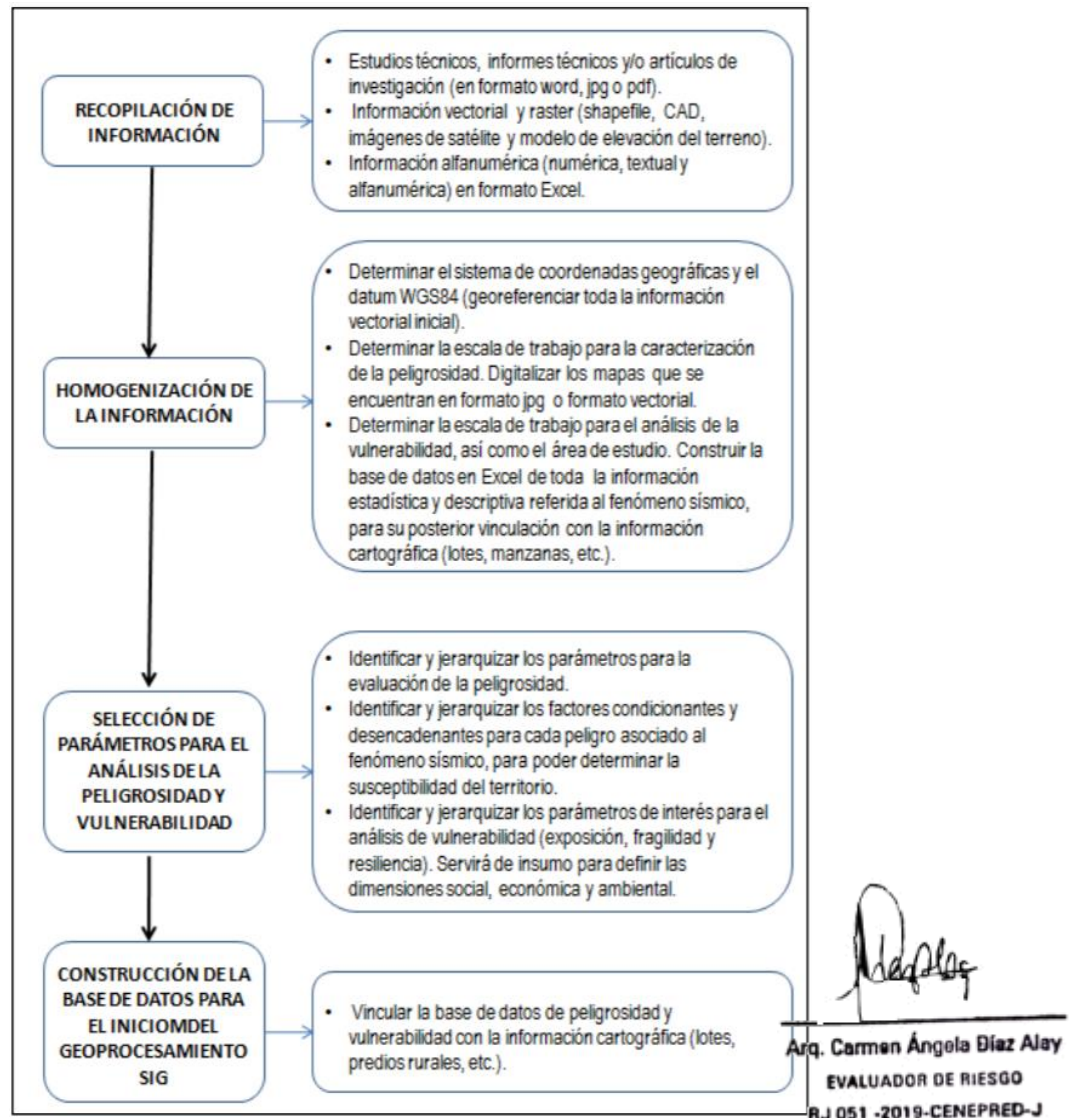 RECOPILACIÓN DE
INFORMACIÓN
• Estudios técnicos, informes técnicos y/o artículos de
investigación (en formato word, jpg o pdf).
• Información vectorial y raster (shapefile, CAD,
imágenes de satélite y modelo de elevación del terreno).
• Información alfanumérica (numérica, textual y
alfanumérica) en formato Excel.
HOMOGENIZACIÓN DE
LA INFORMACIÓN
• Determinar el sistema de coordenadas geográficas y el
datum WGS84 (georeferenciar toda la información
vectorial inicial).
• Determinar la escala de trabajo para la caracterización
de la peligrosidad. Digitalizar los mapas que se
encuentran en formato jpg o formato vectorial.
• Determinar la escala de trabajo para el análisis de la
vulnerabilidad, así como el área de estudio. Construir la
base de datos en Excel de toda la información
estadística y descriptiva referida al fenómeno sísmico,
para su posterior vinculación con la información
cartográfica (lotes, manzanas, etc.).
SELECCIÓN DE
PARÁMETROS PARA EL
ANÁLISIS DE LA
PELIGROSIDAD Y
VULNERABILIDAD
• Identificar y jerarquizar los parámetros para la
evaluación de la peligrosidad.
• Identificar y jerarquizar los factores condicionantes y
desencadenantes para cada peligro asociado al
fenómeno sísmico, para poder determinar la
susceptibilidad del territorio.
• Identificar y jerarquizar los parámetros de interés para el
análisis de vulnerabilidad (exposición, fragilidad y
resiliencia). Servirá de insumo para definir las
dimensiones social, económica y ambiental.
CONSTRUCCIÓN DE LA
BASE DE DATOS PARA
EL INICIOMDEL
GEOPROCESAMIENTO
SIG
• Vincular la base de datos de peligrosidad y
vulnerabilidad con la información cartográfica (lotes,
predios rurales, etc.).
Arq. Carmen Ángela Díaz Alay
EVALUADOR DE RIESGO
RJ 051 -2019-CENEPRED-J